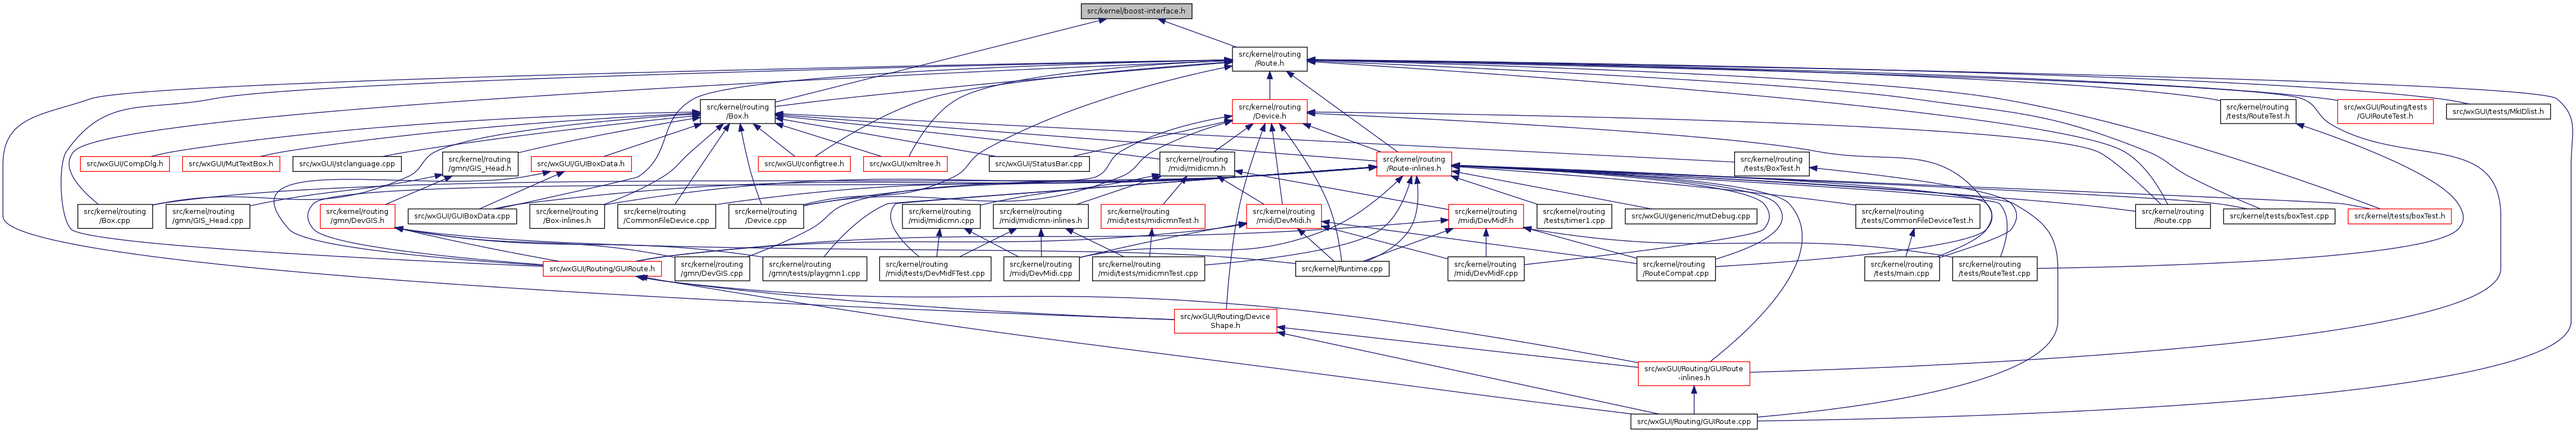 src/kernel/boost-interface.h
src/kernel/routing
/Route.h
src/kernel/routing
/Box.h
src/kernel/routing
/Device.h
src/kernel/routing
/tests/RouteTest.h
src/wxGUI/Routing/tests
/GUIRouteTest.h
src/wxGUI/tests/MkIDlist.h
src/wxGUI/CompDlg.h
src/wxGUI/MutTextBox.h
src/wxGUI/stclanguage.cpp
src/kernel/routing
/gmn/GIS_Head.h
src/wxGUI/GUIBoxData.h
src/wxGUI/configtree.h
src/wxGUI/xmltree.h
src/wxGUI/StatusBar.cpp
src/kernel/routing
/midi/midicmn.h
src/kernel/routing
/Route-inlines.h
src/kernel/routing
/tests/BoxTest.h
src/kernel/routing
/Box.cpp
src/kernel/routing
/gmn/GIS_Head.cpp
src/kernel/routing
/gmn/DevGIS.h
src/wxGUI/GUIBoxData.cpp
src/kernel/routing
/Box-inlines.h
src/kernel/routing
/CommonFileDevice.cpp
src/kernel/routing
/Device.cpp
src/kernel/routing
/midi/midicmn.cpp
src/kernel/routing
/midi/midicmn-inlines.h
src/kernel/routing
/midi/tests/midicmnTest.h
src/kernel/routing
/midi/DevMidi.h
src/kernel/routing
/midi/DevMidF.h
src/kernel/routing
/tests/timer1.cpp
src/wxGUI/generic/mutDebug.cpp
src/kernel/routing
/tests/CommonFileDeviceTest.h
src/kernel/routing
/Route.cpp
src/kernel/tests/boxTest.cpp
src/kernel/tests/boxTest.h
src/wxGUI/Routing/GUIRoute.h
src/kernel/routing
/gmn/DevGIS.cpp
src/kernel/routing
/gmn/tests/playgmn1.cpp
src/kernel/routing
/midi/tests/DevMidFTest.cpp
src/kernel/routing
/midi/DevMidi.cpp
src/kernel/routing
/midi/tests/midicmnTest.cpp
src/kernel/Runtime.cpp
src/kernel/routing
/midi/DevMidF.cpp
src/kernel/routing
/RouteCompat.cpp
src/kernel/routing
/tests/main.cpp
src/kernel/routing
/tests/RouteTest.cpp
src/wxGUI/Routing/Device
Shape.h
src/wxGUI/Routing/GUIRoute
-inlines.h
src/wxGUI/Routing/GUIRoute.cpp